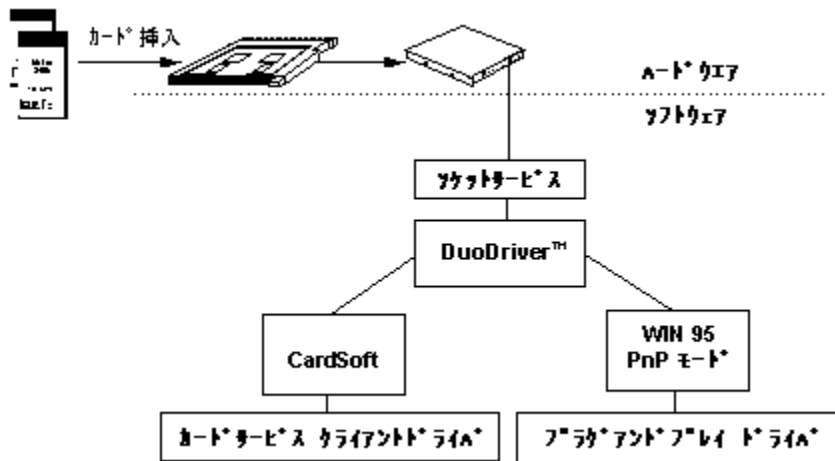 ｶｰﾄﾞ挿入
ﾊｰﾄﾞｳｴｱ
ｿﾌﾄｳｪｱ
ｿｹｯﾄｻｰﾋﾞｽ
DuoDriver™
CardSoft
WIN 95
PnP ﾓｰﾄﾞ
ｶｰﾄﾞｻｰﾋﾞｽ ｸﾗｲｱﾝﾄﾄﾞﾗｲﾊﾞ
ﾌﾟﾗｸﾞｱﾝﾄﾞﾌﾟﾚｲ ﾄﾞﾗｲﾊﾞ